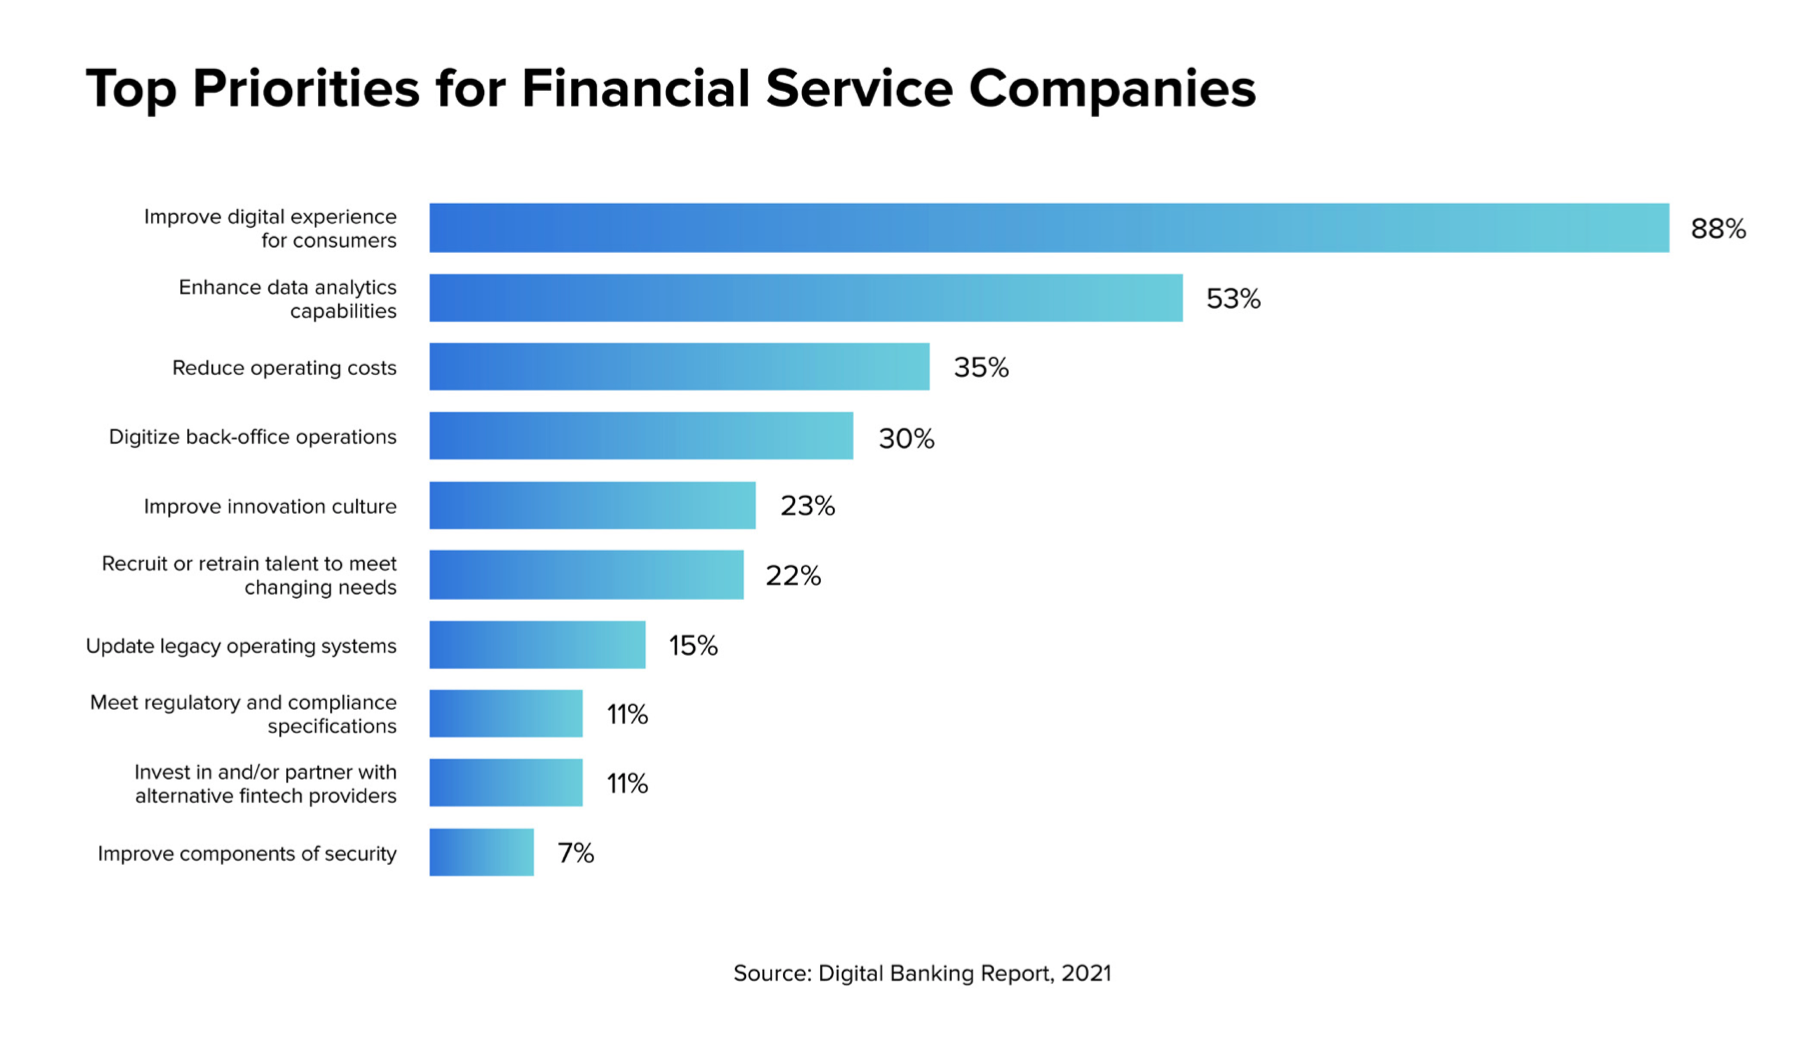 Top Priorities for Financial Service Companies
Improve digital experience
for consumers
88%
Enhance data analytics
capabilities
53%
Reduce operating costs
35%
Digitize back-office operations
30%
Improve innovation culture
23%
Recruit or retrain talent to meet
changing needs
22%
Update legacy operating systems
15%
Meet regulatory and compliance
specifications
11%
Invest in and/or partner with
alternative fintech providers
11%
Improve components of security
7%
Source: Digital Banking Report, 2021